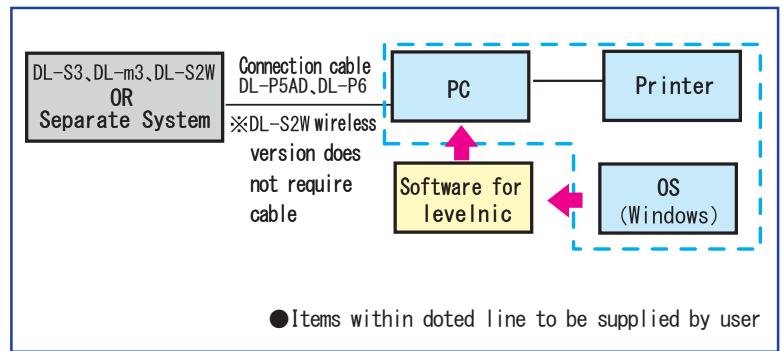 DL-S3、DL-m3、DL-S2W
OR
Separate System
Connection cable
DL-P5AD、DL-P6
※DL-S2W wireless
version does
not require
cable
PC
Printer
Software for
levelnic
OS
(Windows)
●Items within doted line to be supplied by user